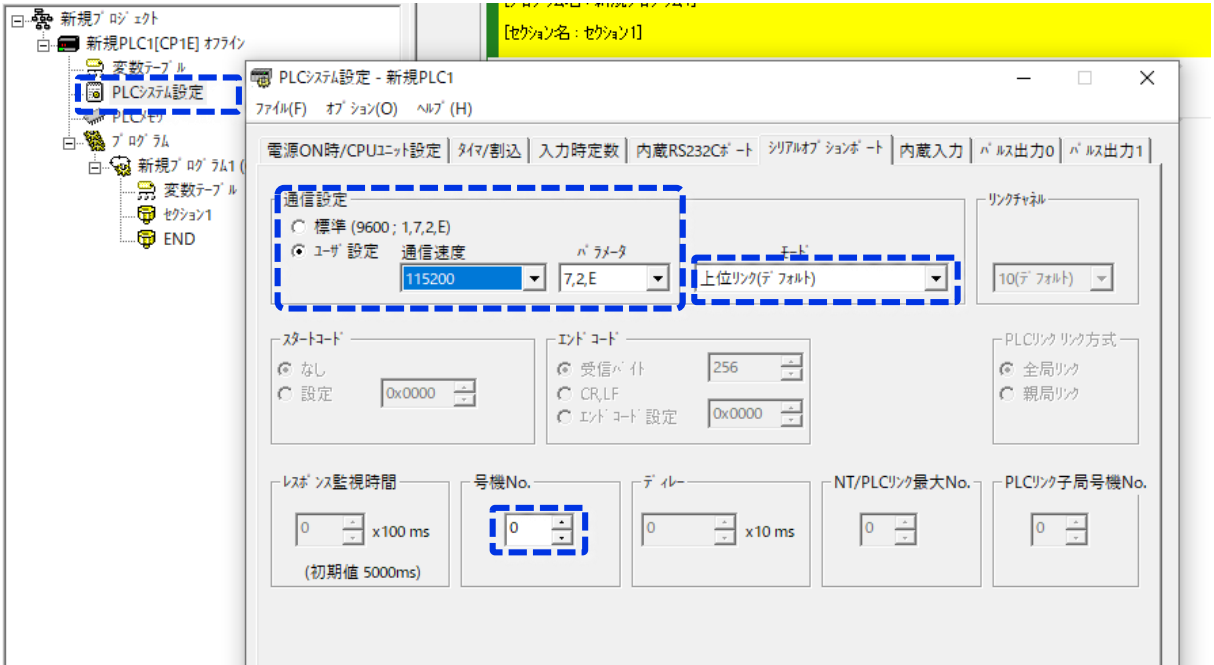 新規プロジェクト
新規PLC1[CP1E] オフライン
変数テーブル
PLCシステム設定
PLCメモリ
プログラム
新規プログラム1 (
変数テーブル
セクション1
END
[セクション名 : セクション1]
PLCシステム設定 - 新規PLC1
ファイル(F) オプション(O) ヘルプ(H)
電源ON時/CPUユニット設定 タイマ/割込 入力時定数 内蔵RS232Cポート シリアルオプションポート 内蔵入力 パルス出力0 パルス出力1
通信設定
標準 (9600 ; 1,7,2,E)
ユーザ設定 通信速度 パラメータ モード
115200 7,2,E 上位リンク(デフォルト)
リンクチャネル
10(デフォルト)
スタートコード
なし
設定 0x0000
エンドコード
受信バイト 256
CR,LF
エンドコード設定 0x0000
PLCリンク リンク方式
全局リンク
親局リンク
レスポンス監視時間
0 x100 ms
(初期値 5000ms)
号機No.
0
ディレー
0 x10 ms
NT/PLCリンク最大No.
0
PLCリンク子局号機No.
0